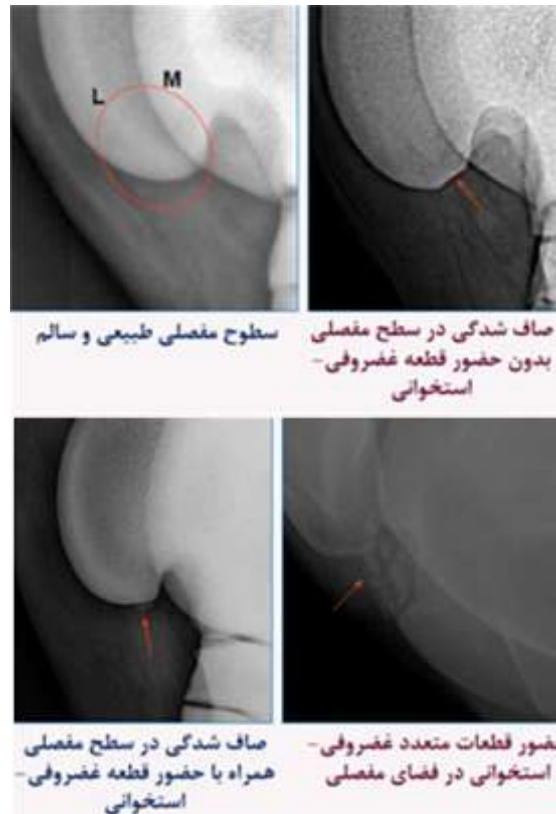 L
M
سطوح مفصلی طبیعی و سالم
صاف شدگی در سطح مفصلی
بدون حضور قطعه غضروفی-
استخوانی
صاف شدگی در سطح مفصلی
همراه با حضور قطعه غضروفی-
استخوانی
حضور قطعات متعدد غضروفی-
استخوانی در فضای مفصلی